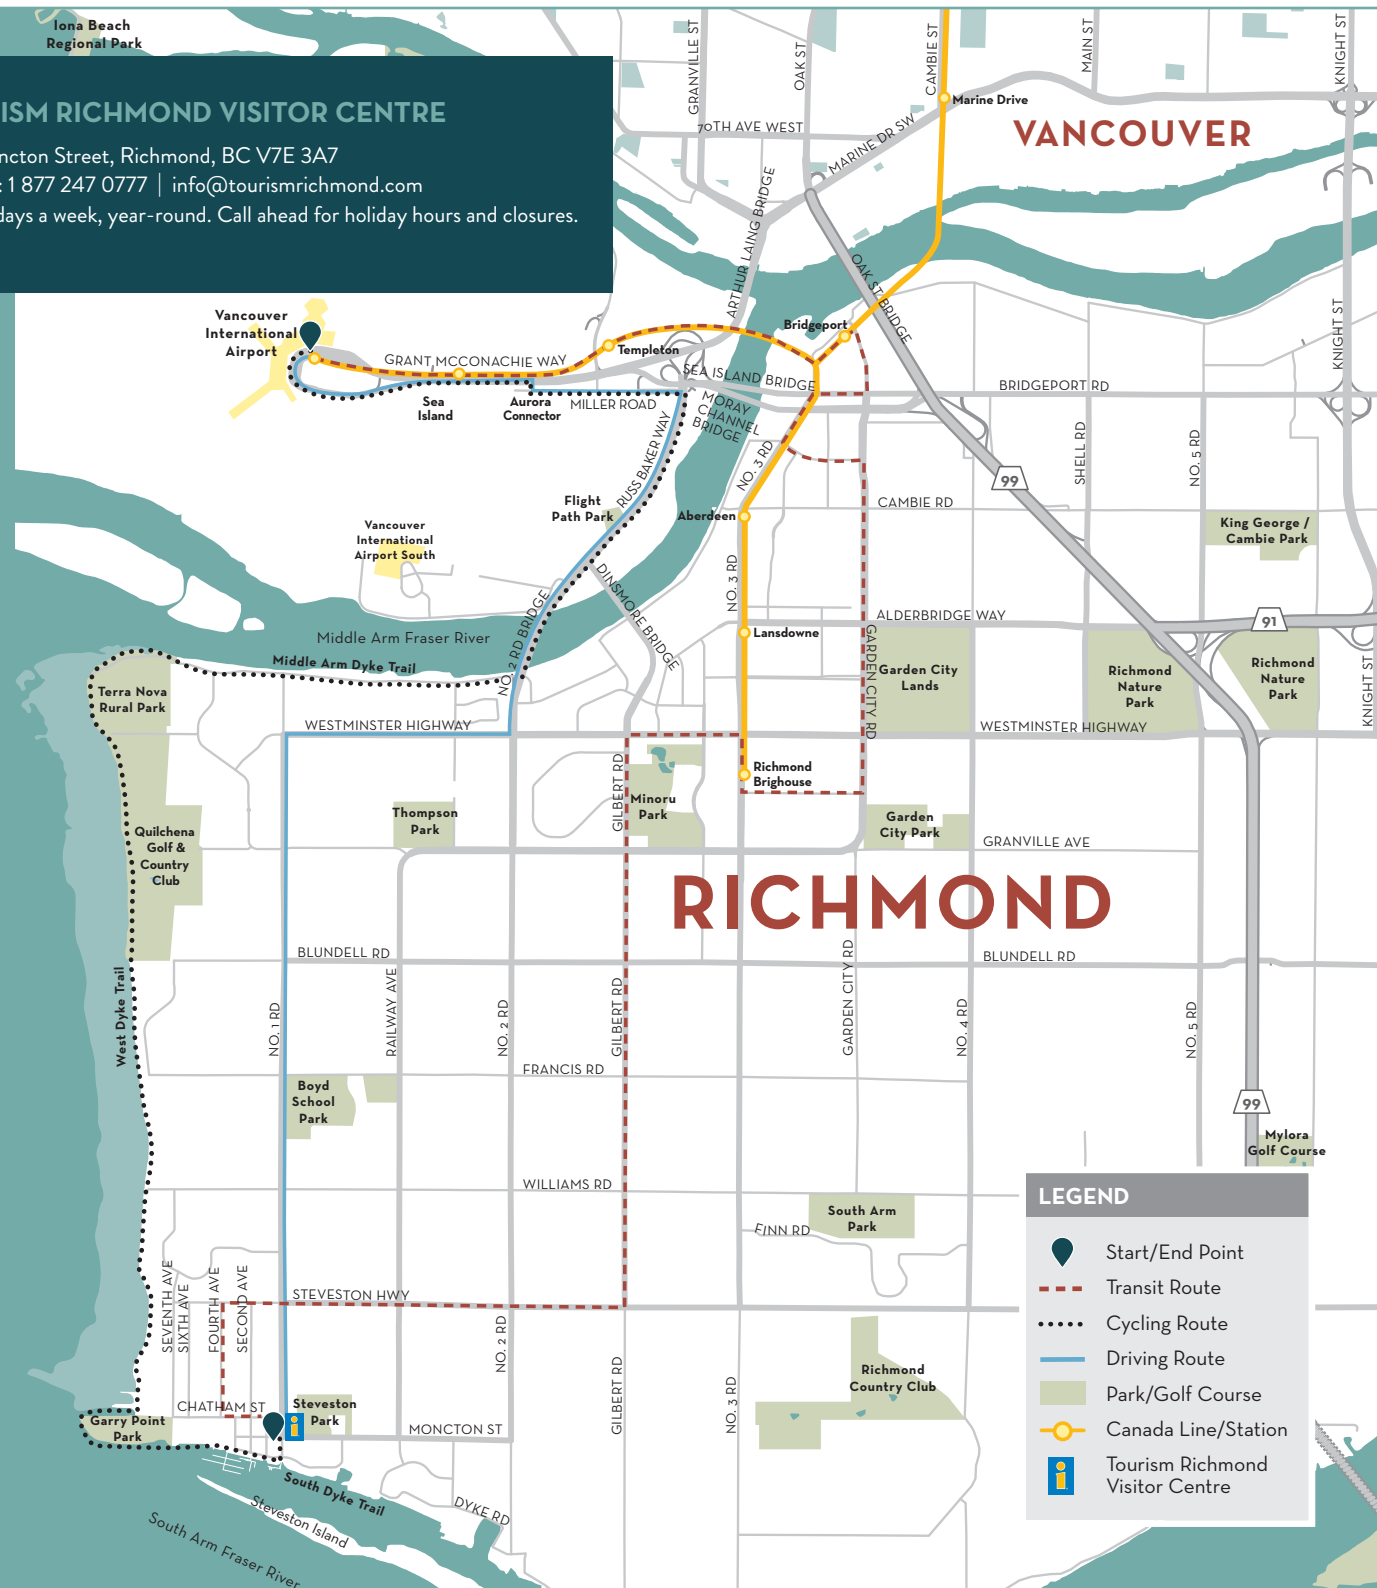 Iona Beach
Regional Park
ISM RICHMOND VISITOR CENTRE
ncton Street, Richmond, BC V7E 3A7
: 1 877 247 0777 | info@tourismrichmond.com
days a week, year-round. Call ahead for holiday hours and closures.
GRANVILLE ST
OAK ST
CAMBIE ST
MAIN ST
KNIGHT ST
Marine Drive
70TH AVE WEST
MARINE DR SW
VANCOUVER
ARTHUR LAING BRIDGE
OAK ST BRIDGE
KNIGHT ST
Vancouver
International
Airport
GRANT MCCONACHIE WAY
Templeton
Bridgeport
SEA ISLAND BRIDGE
BRIDGEPORT RD
Sea
Island
Aurora
Connector
MILLER ROAD
MORAY
CHANNEL
BRIDGE
RUSS BAKER WAY
NO. 3 RD
SHELL RD
NO. 5 RD
99
Flight
Path Park
Aberdeen
CAMBIE RD
King George /
Cambie Park
Vancouver
International
Airport South
DINSMORE BRIDGE
NO. 3 RD
NO. 2 RD BRIDGE
ALDERBRIDGE WAY
91
Middle Arm Fraser River
Middle Arm Dyke Trail
Lansdowne
GARDEN CITY RD
Garden City
Lands
Richmond
Nature
Park
Richmond
Nature
Park
KNIGHT ST
Terra Nova
Rural Park
WESTMINSTER HIGHWAY
WESTMINSTER HIGHWAY
Richmond
Brighouse
GILBERT RD
Minoru
Park
Thompson
Park
Garden
City Park
GRANVILLE AVE
Quilchena
Golf &
Country
Club
RICHMOND
BLUNDELL RD
BLUNDELL RD
West Dyke Trail
NO. 1 RD
RAILWAY AVE
NO. 2 RD
GILBERT RD
GARDEN CITY RD
NO. 4 RD
NO. 5 RD
FRANCIS RD
Boyd
School
Park
99
Mylora
Golf Course
WILLIAMS RD
South Arm
Park
FINN RD
SEVENTH AVE
SIXTH AVE
FOURTH AVE
SECOND AVE
STEVESTON HWY
NO. 2 RD
GILBERT RD
NO. 3 RD
Richmond
Country Club
CHATHAM ST
Steveston
Park
Garry Point
Park
i
MONCTON ST
South Dyke Trail
DYKE RD
Steveston Island
South Arm Fraser River
LEGEND
Start/End Point
Transit Route
Cycling Route
Driving Route
Park/Golf Course
Canada Line/Station
i
Tourism Richmond
Visitor Centre